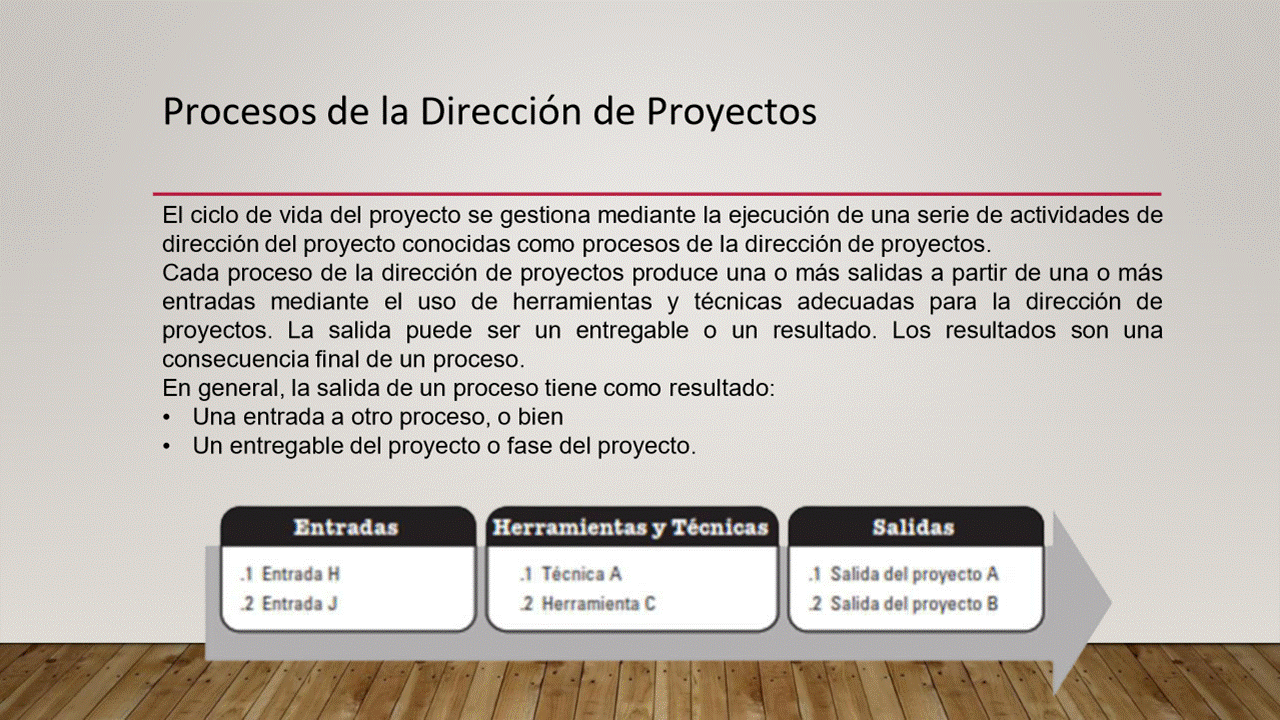 Procesos de la Dirección de Proyectos
El ciclo de vida del proyecto se gestiona mediante la ejecución de una serie de actividades de
dirección del proyecto conocidas como procesos de la dirección de proyectos.
Cada proceso de la dirección de proyectos produce una o más salidas a partir de una o más
entradas mediante el uso de herramientas y técnicas adecuadas para la dirección de
proyectos. La salida puede ser un entregable o un resultado. Los resultados son una
consecuencia final de un proceso.
En general, la salida de un proceso tiene como resultado:
• Una entrada a otro proceso, o bien
• Un entregable del proyecto o fase del proyecto.
Entradas
.1 Entrada H
.2 Entrada J
Herramientas y Técnicas
.1 Técnica A
.2 Herramienta C
Salidas
.1 Salida del proyecto A
.2 Salida del proyecto B